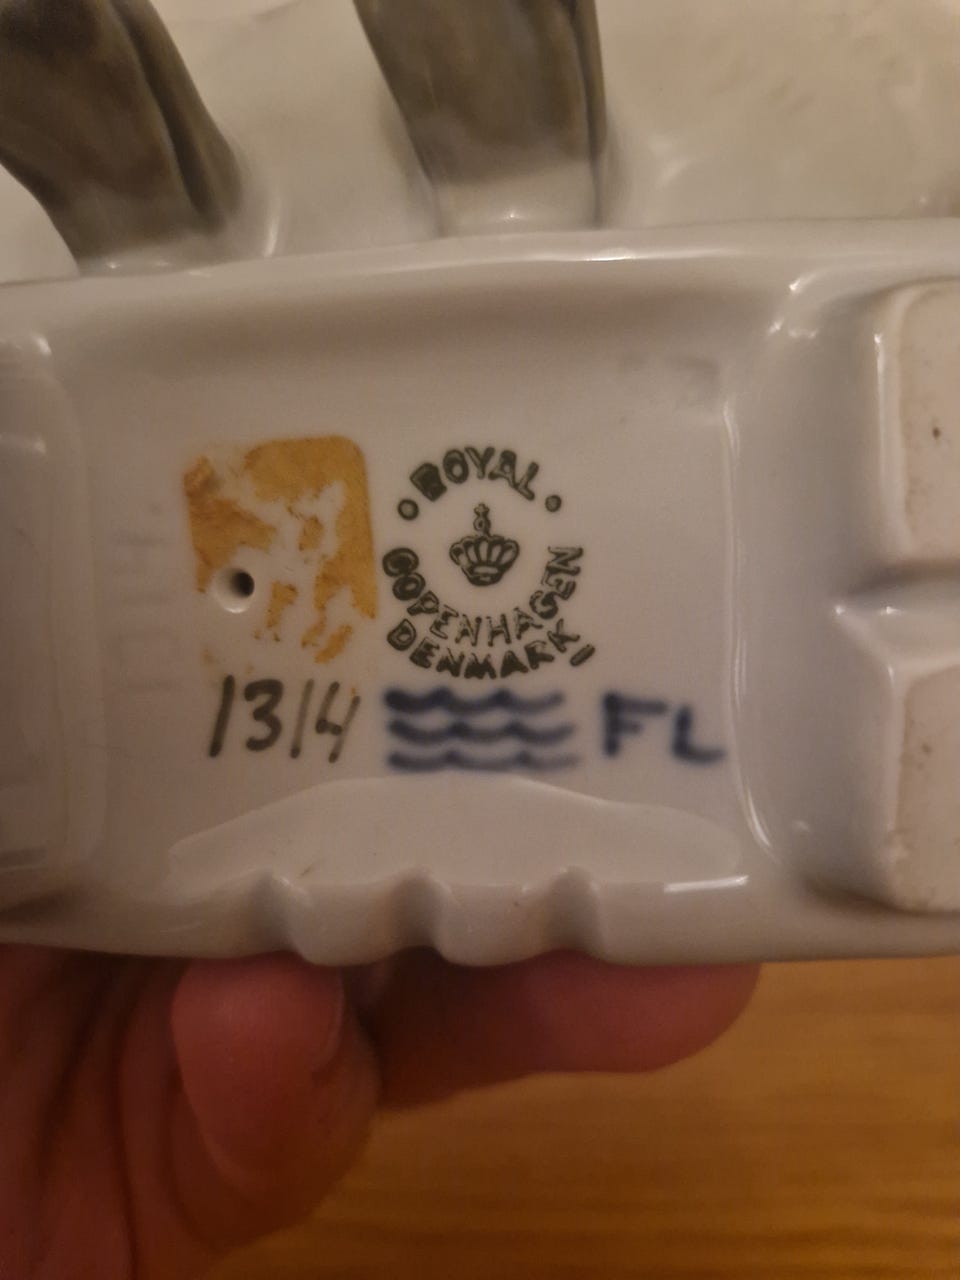 ROYAL
COPENHAGEN
DENMARK
1314 FL